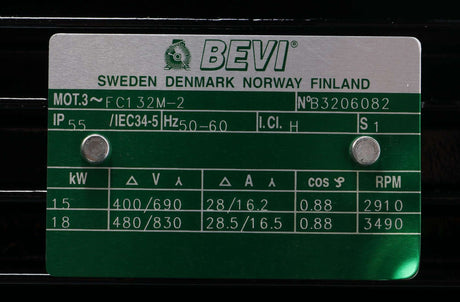 BEVI®
SWEDEN DENMARK NORWAY FINLAND
MOT.3~ FC132M-2 NºB3206082
IP 55 /IEC34-5 Hz 50-60 I.Cl. H S 1
kW Δ V ⅄ Δ A ⅄ cos φ RPM
15 400/690 28/16.2 0.88 2910
18 480/830 28.5/16.5 0.88 3490